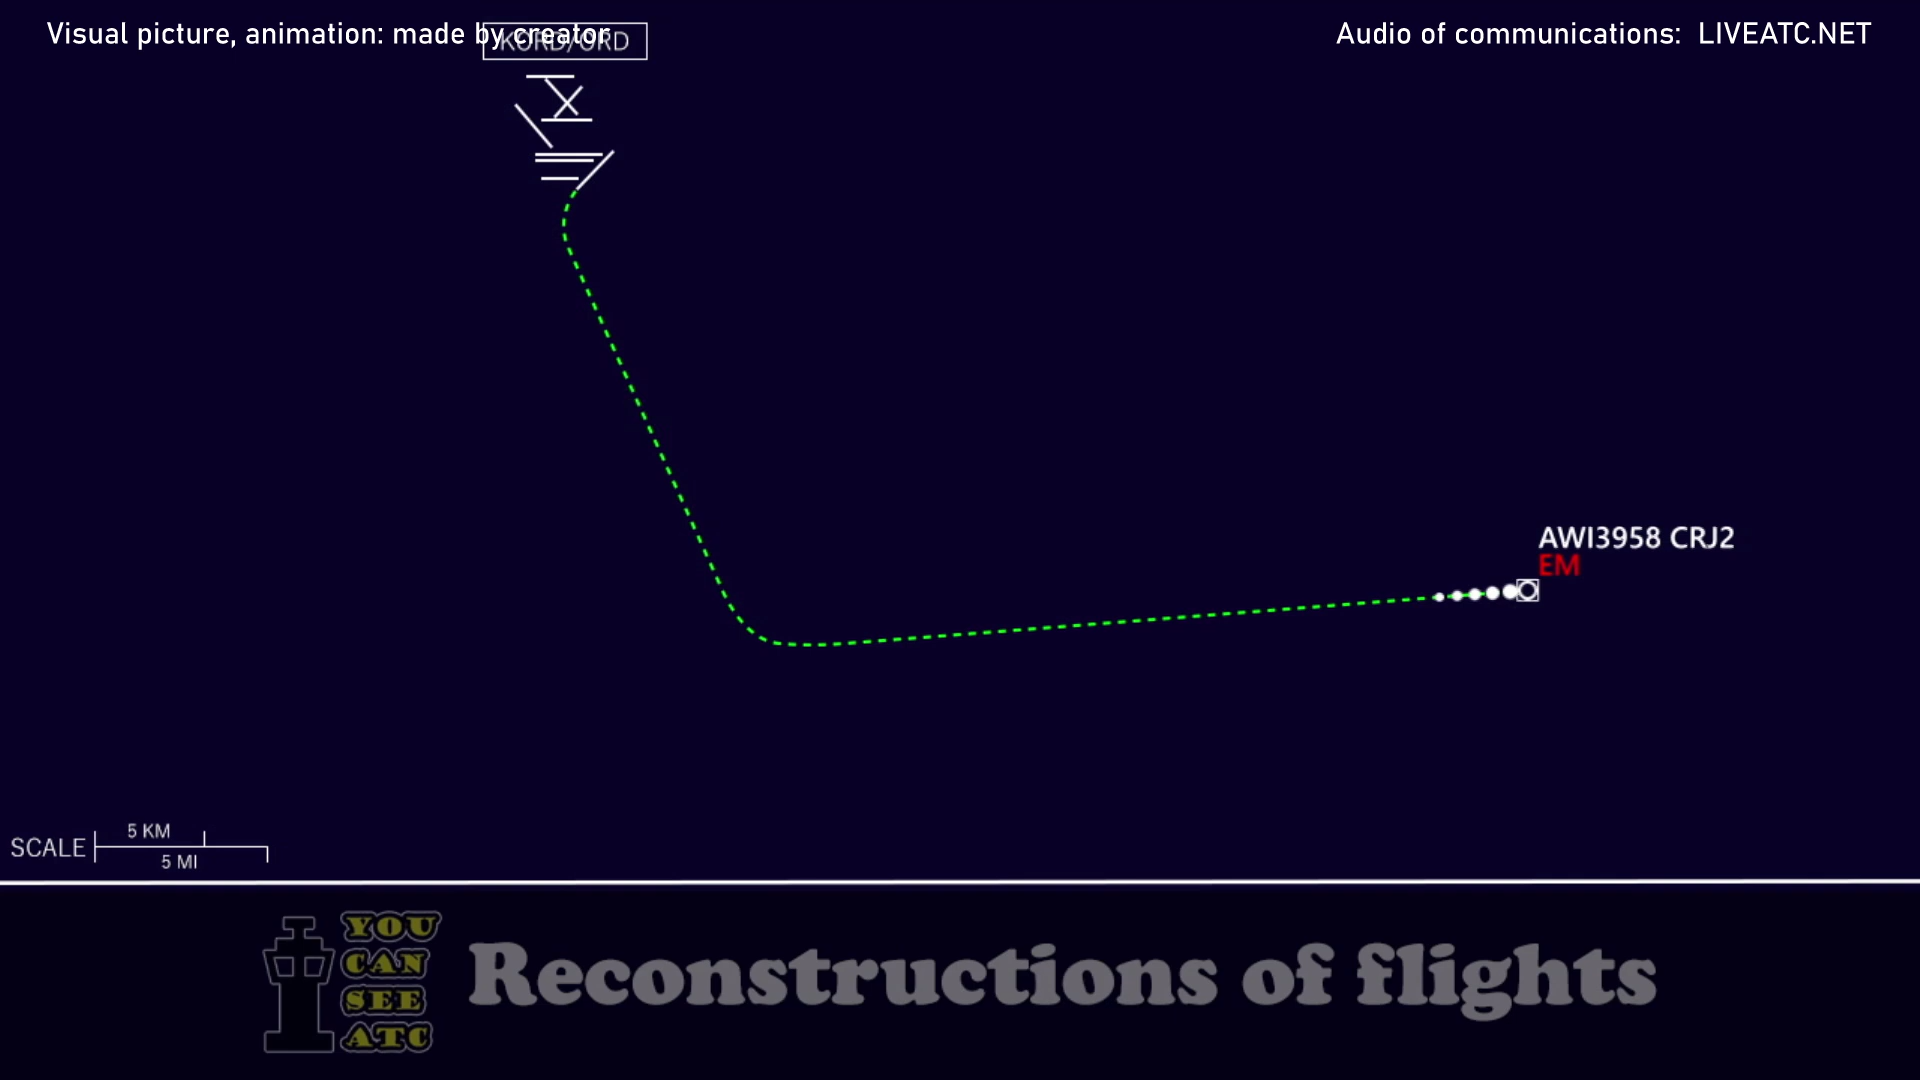 Visual picture, animation: made by creator
Audio of communications: LIVEATC.NET
KORD/ORD
AWI3958 CRJ2
EM
5 KM
SCALE
5 MI
YOU
CAN
SEE
ATC
Reconstructions of flights